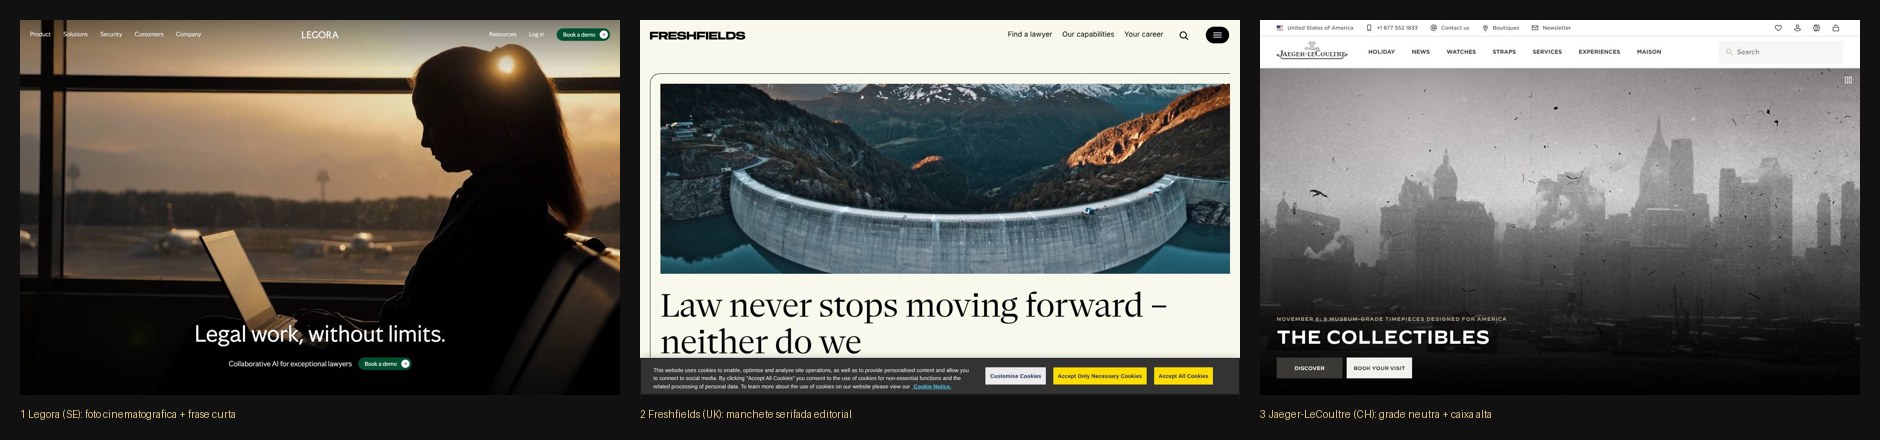 Product Solutions Security Customers Company LEGORA Resources Log in Book a demo
Legal work, without limits.
Collaborative AI for exceptional lawyers Book a demo
1 Legora (SE): foto cinematografica + frase curta
FRESHFIELDS Find a lawyer Our capabilities Your career
Law never stops moving forward –
neither do we
This website uses cookies to enable, optimise and analyse site operations, as well as to provide personalised content and allow you
to connect to social media. By clicking "Accept All Cookies" you consent to the use of cookies for non-essential functions and the
related processing of personal data. To learn more about the use of cookies on our website please view our Cookie Notice.
Customise Cookies Accept Only Necessary Cookies Accept All Cookies
2 Freshfields (UK): manchete serifada editorial
United States of America +1 877 552 1833 Contact us Boutiques Newsletter
JAEGER-LECOULTRE HOLIDAY NEWS WATCHES STRAPS SERVICES EXPERIENCES MAISON Search
NOVEMBER 6: 9 MUSEUM-GRADE TIMEPIECES DESIGNED FOR AMERICA
THE COLLECTIBLES
DISCOVER BOOK YOUR VISIT
3 Jaeger-LeCoultre (CH): grade neutra + caixa alta